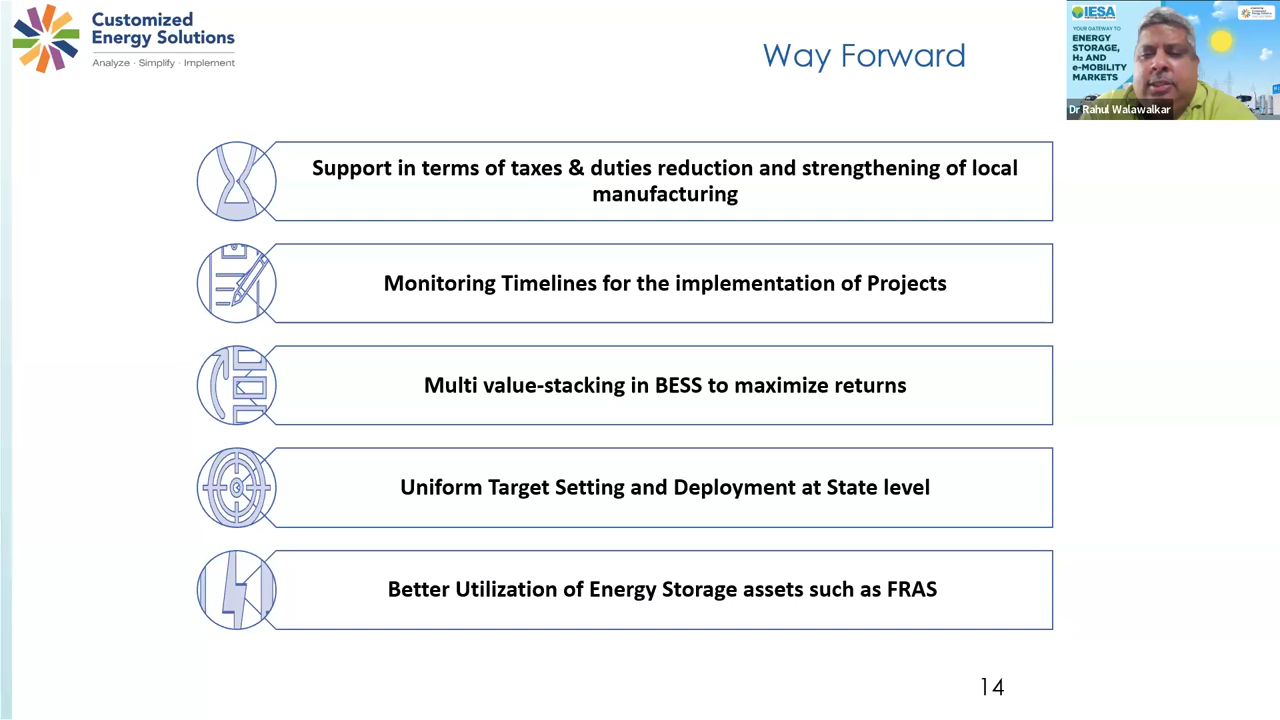 Customized
Energy Solutions
Analyze · Simplify · Implement
Way Forward
IESA
YOUR GATEWAY TO
ENERGY
STORAGE,
H₂ AND
e-MOBILITY
MARKETS
Dr Rahul Walawalkar
Support in terms of taxes & duties reduction and strengthening of local
manufacturing
Monitoring Timelines for the implementation of Projects
Multi value-stacking in BESS to maximize returns
Uniform Target Setting and Deployment at State level
Better Utilization of Energy Storage assets such as FRAS
14